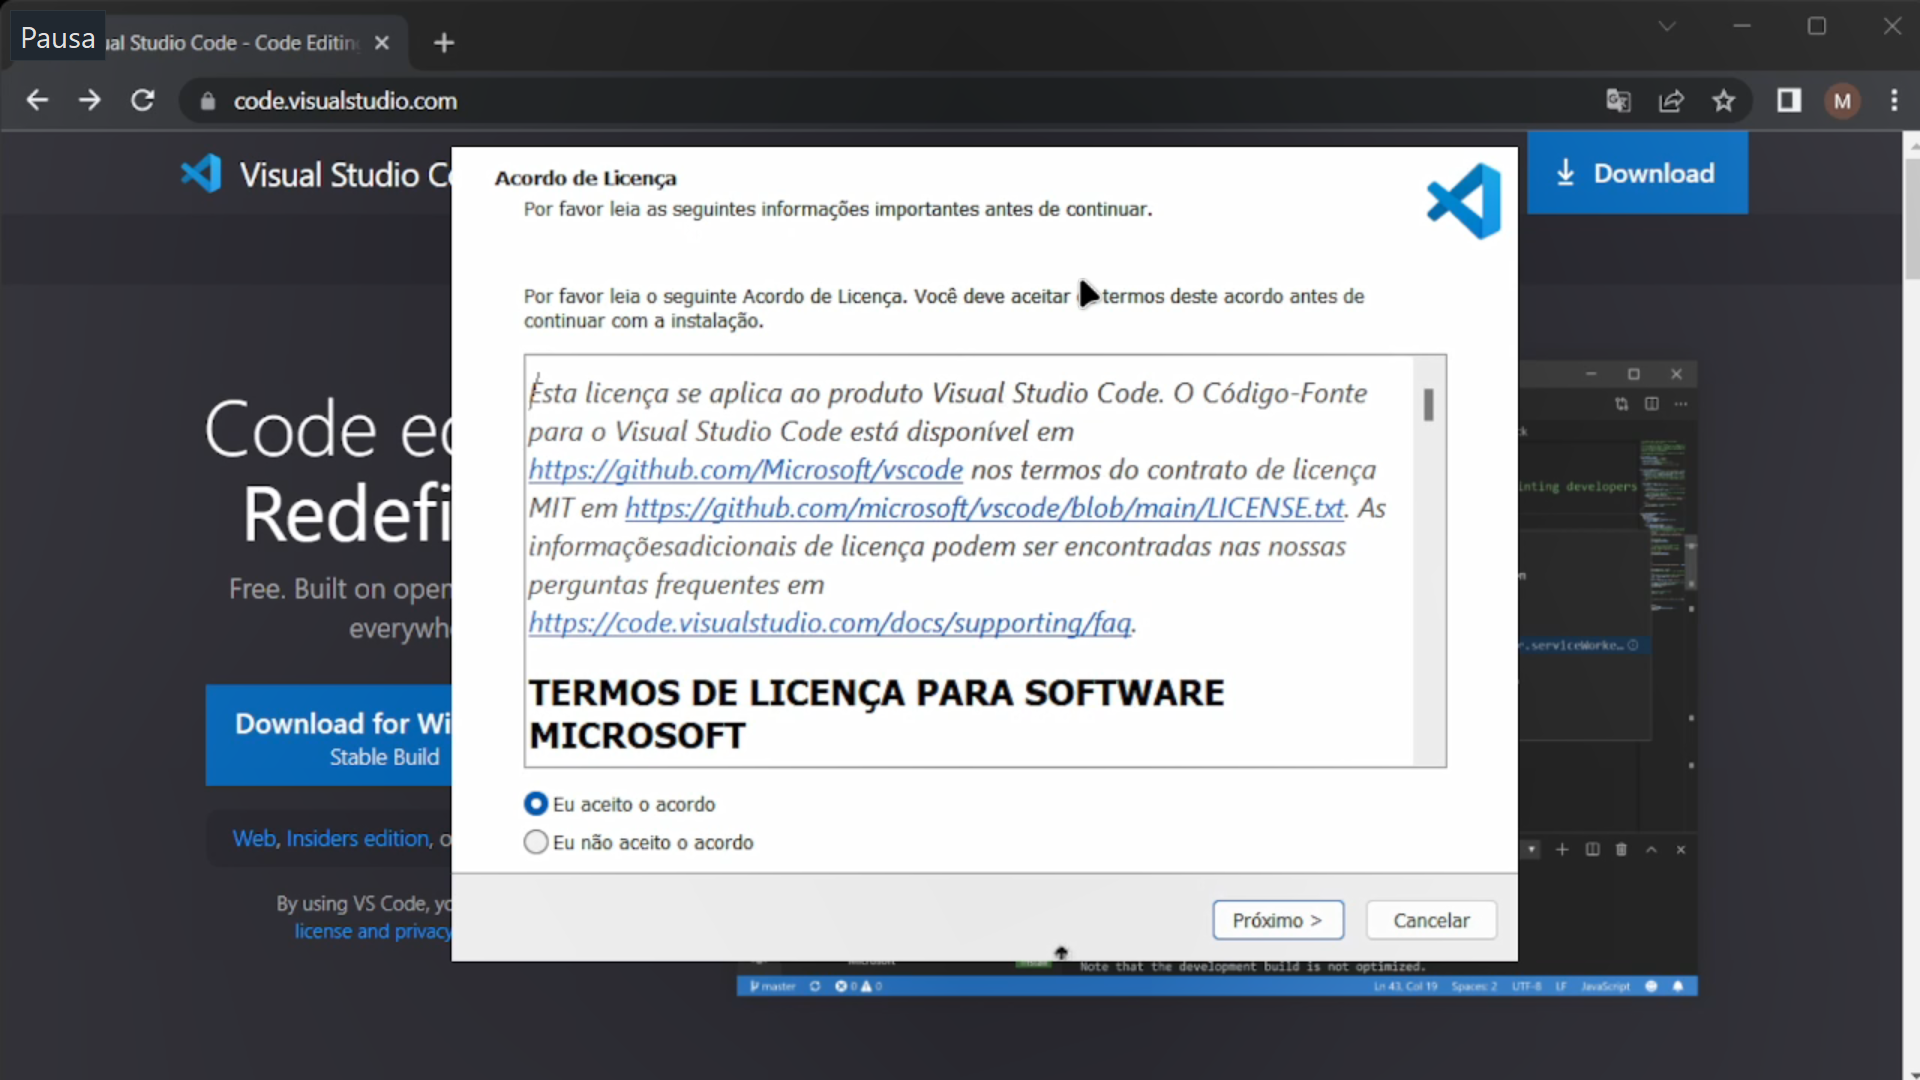 Pausa
ual Studio Code - Code Editin
code.visualstudio.com
M
Visual Studio Co
Download
Acordo de Licença
Por favor leia as seguintes informações importantes antes de continuar.
Por favor leia o seguinte Acordo de Licença. Você deve aceitar termos deste acordo antes de
continuar com a instalação.
Esta licença se aplica ao produto Visual Studio Code. O Código-Fonte
para o Visual Studio Code está disponível em
https://github.com/Microsoft/vscode nos termos do contrato de licença
MIT em https://github.com/microsoft/vscode/blob/main/LICENSE.txt. As
informaçõesadicionais de licença podem ser encontradas nas nossas
perguntas frequentes em
https://code.visualstudio.com/docs/supporting/faq.
TERMOS DE LICENÇA PARA SOFTWARE
MICROSOFT
Eu aceito o acordo
Eu não aceito o acordo
Próximo >
Cancelar
Code ed
Redefi
Free. Built on open
everywh
Download for Wi
Stable Build
Web, Insiders edition, o
By using VS Code, yo
license and privacy
nting developers
r.serviceWorke…
Note that the development build is not optimized.
master
0
0
Ln 43, Col 19
Spaces: 2
UTF-8
LF
JavaScript